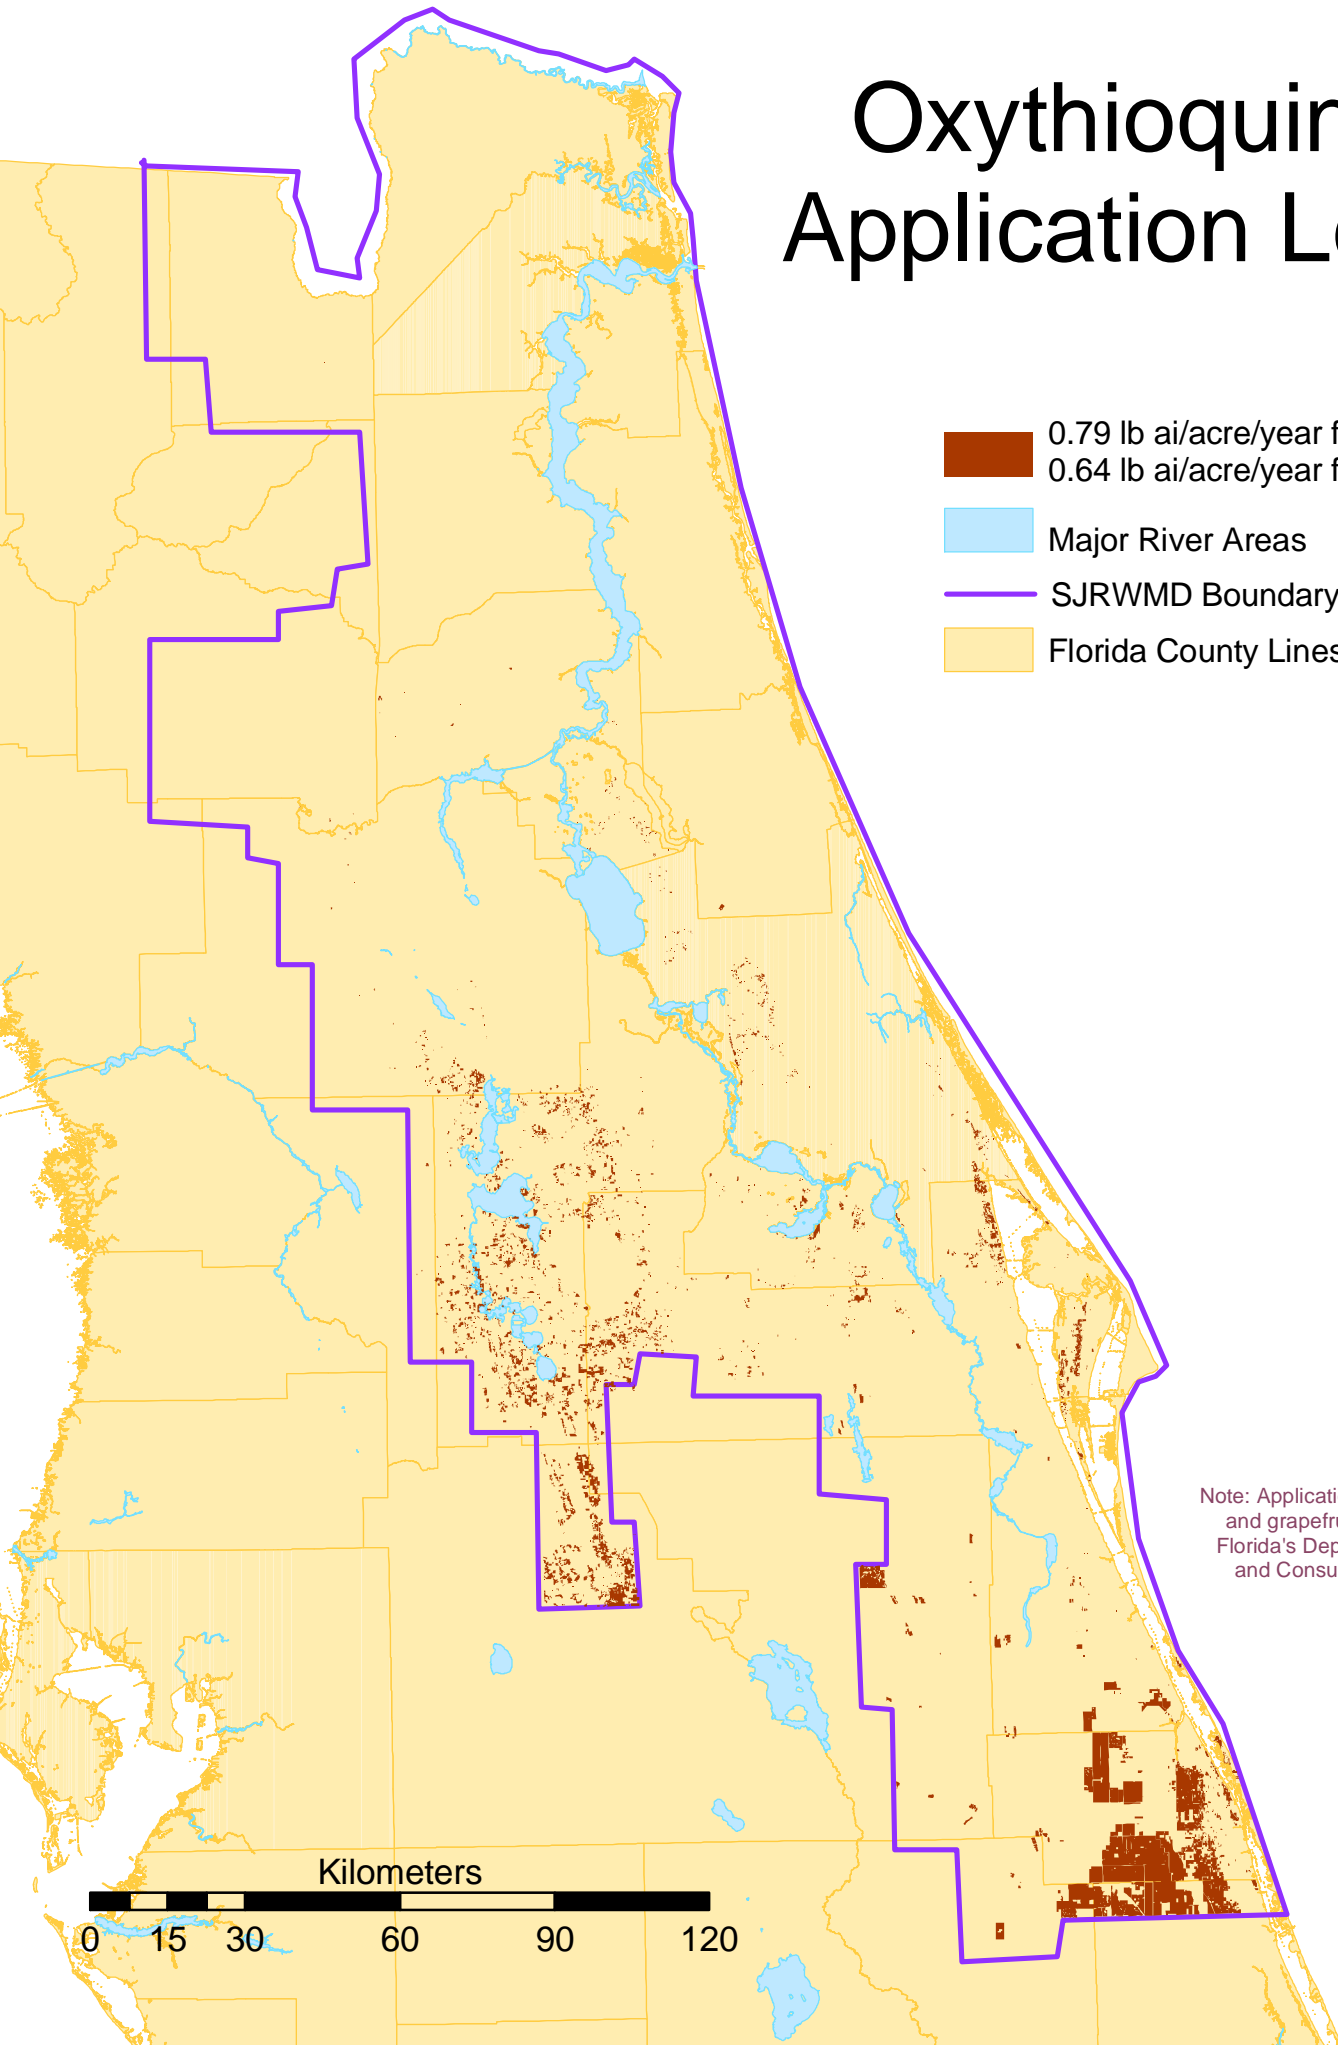 Oxythioquin
Application L
0.79 lb ai/acre/year f
0.64 lb ai/acre/year f
Major River Areas
SJRWMD Boundary
Florida County Lines
Note: Applicati
and grapefru
Florida's Dep
and Consu
Kilometers
0 15 30 60 90 120